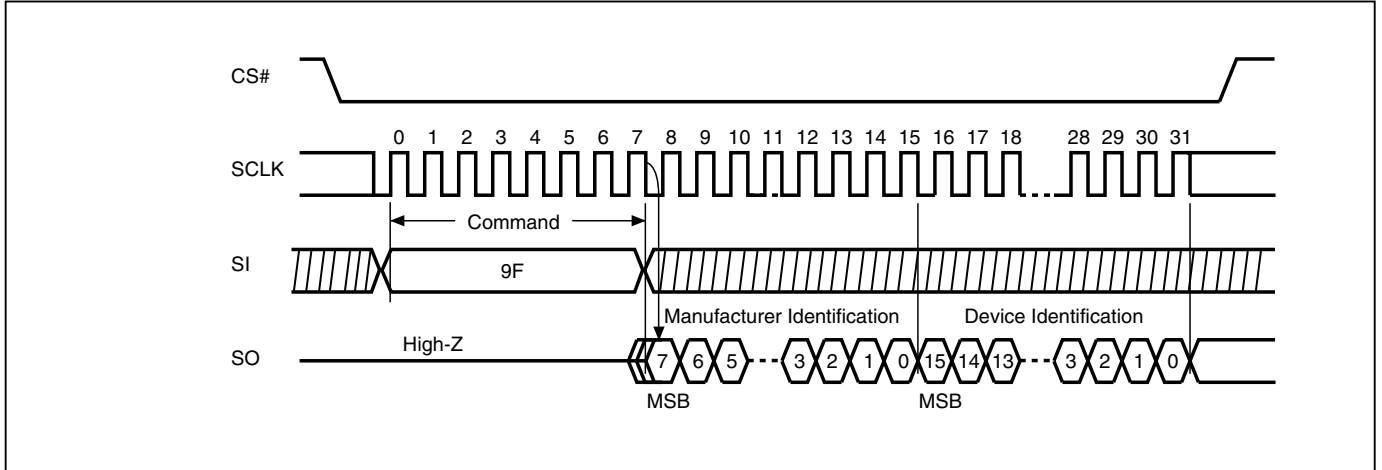 CS#
0 1 2 3 4 5 6 7 8 9 10 11 12 13 14 15 16 17 18 28 29 30 31
SCLK
Command
SI
9F
Manufacturer Identification Device Identification
High-Z
SO
7 6 5 3 2 1 0 15 14 13 3 2 1 0
MSB MSB